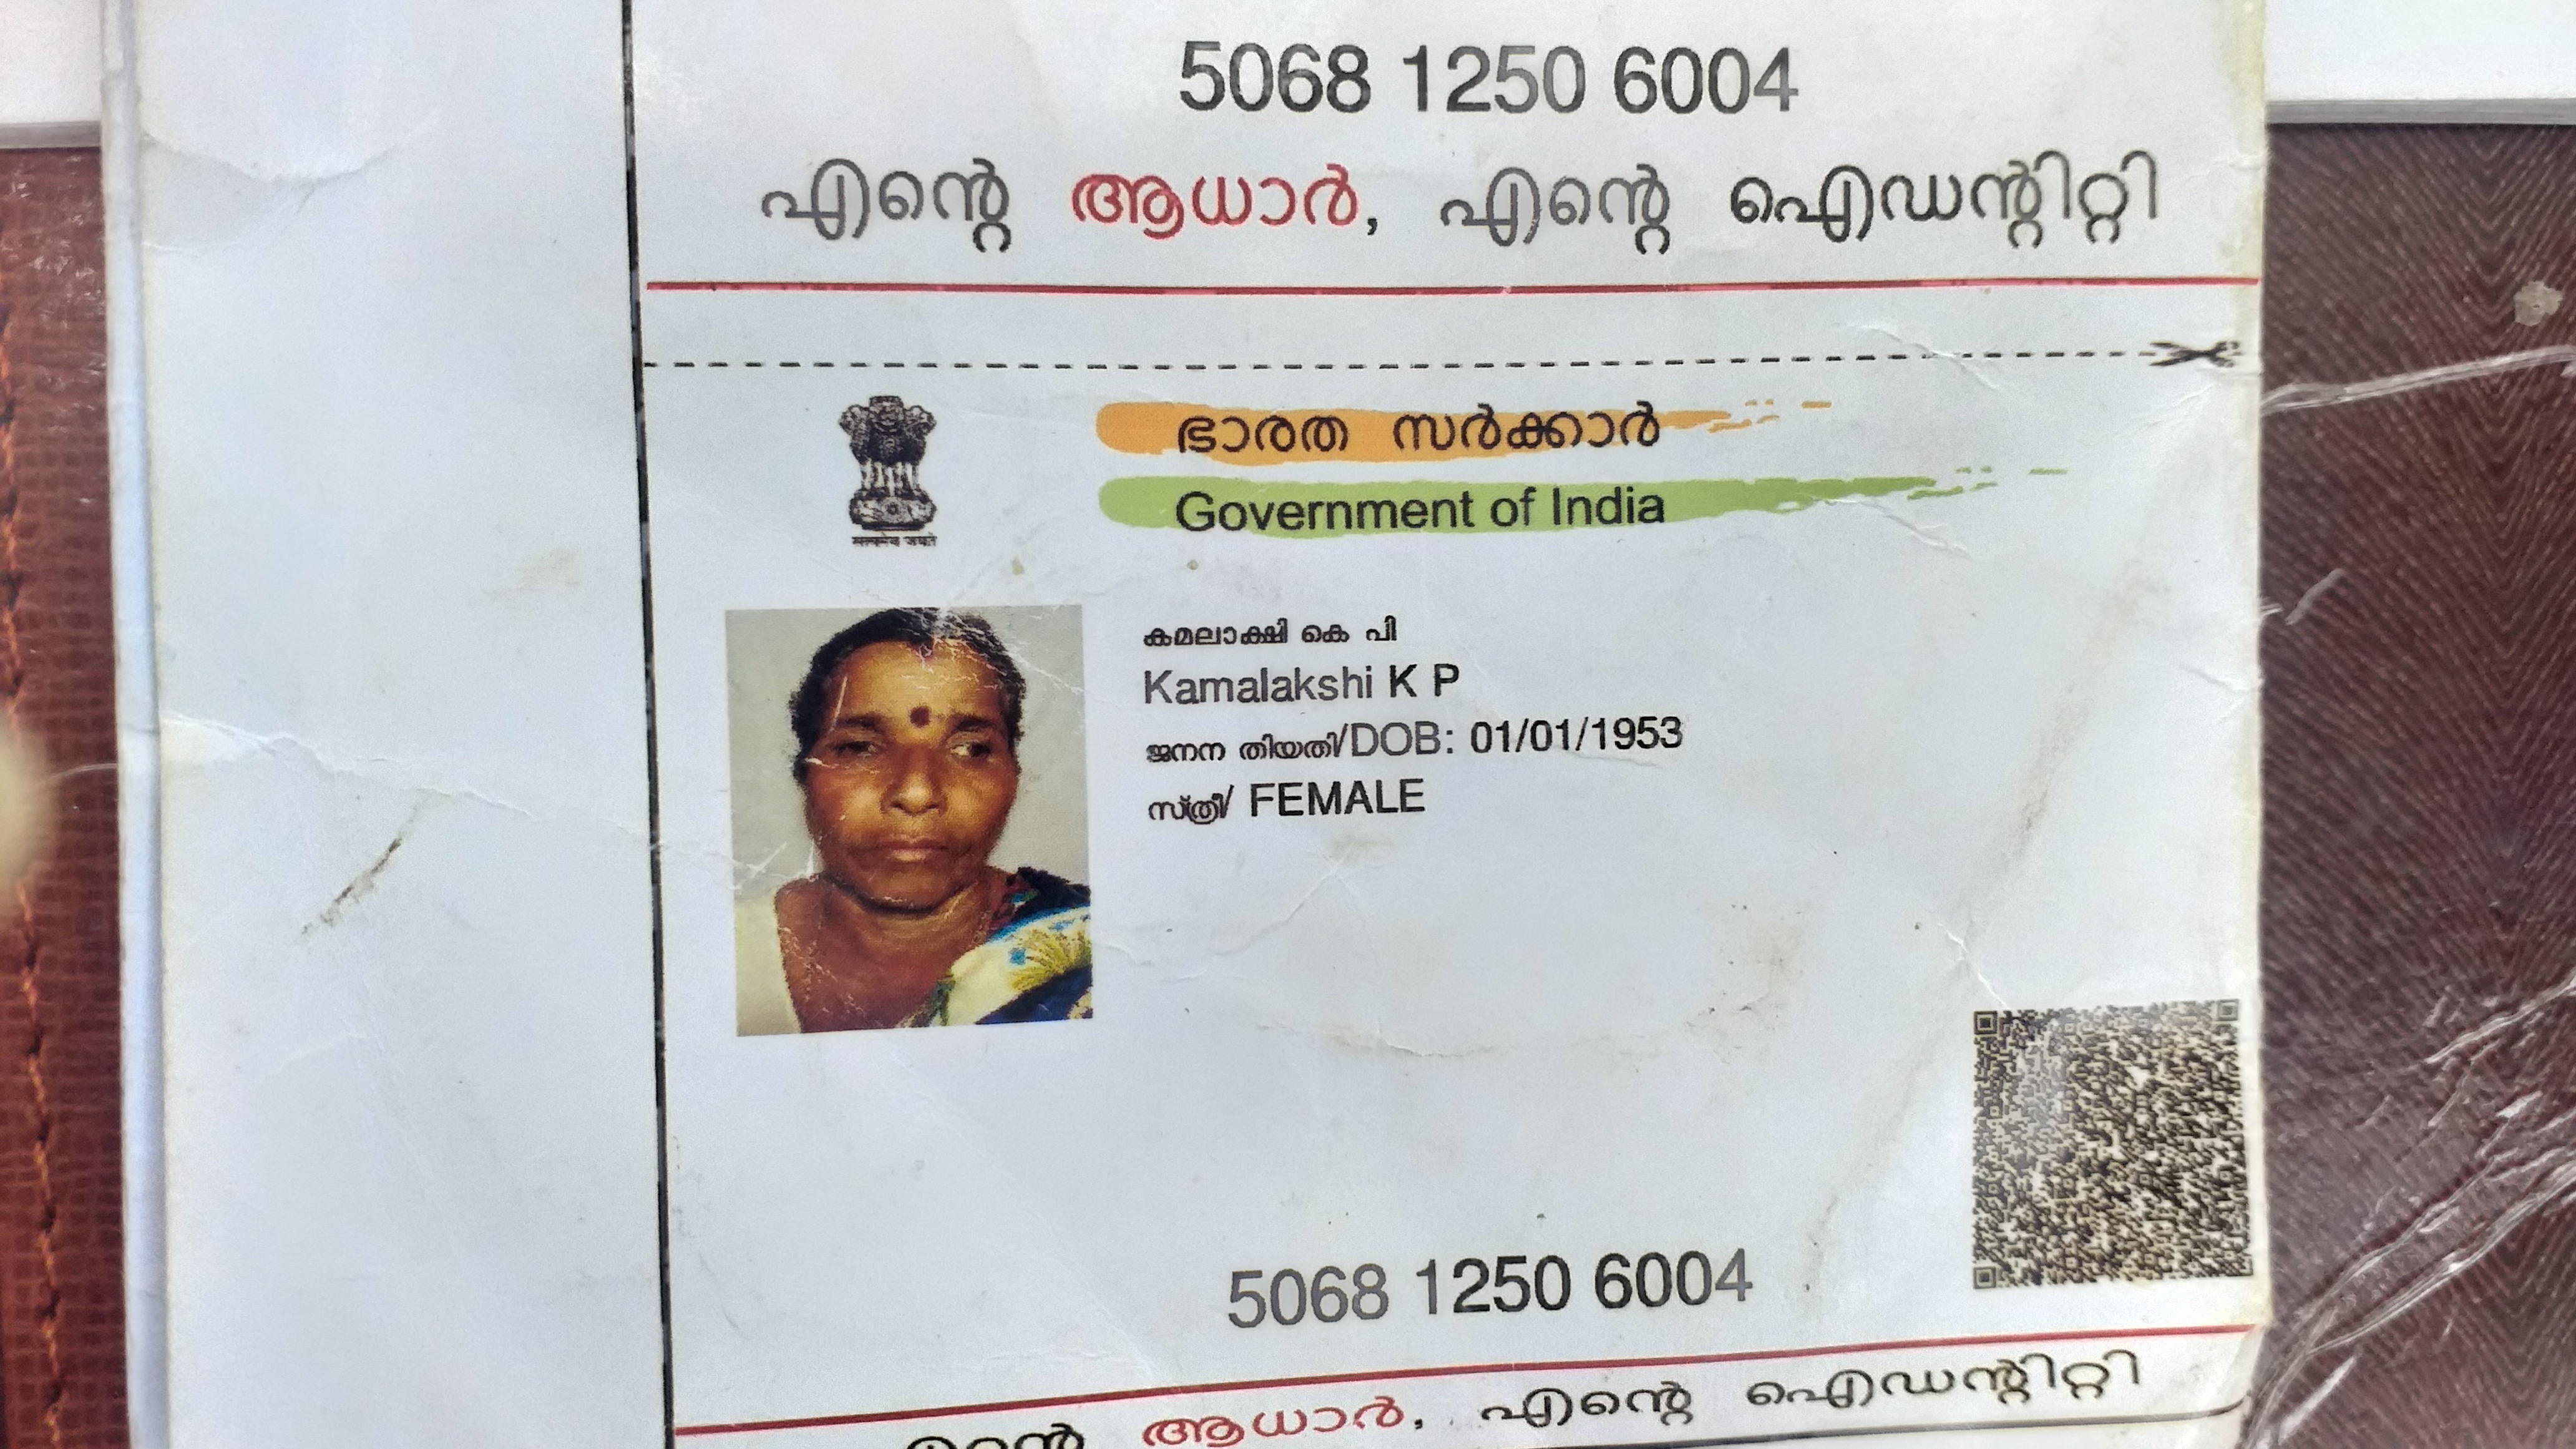 5068 1250 6004
എന്റെ ആധാർ, എന്റെ ഐഡന്റിറ്റി
ഭാരത സർക്കാർ
Government of India
सत्यमेव जयते
കമലാക്ഷി കെ പി
Kamalakshi K P
ജനന തിയതി/DOB: 01/01/1953
സ്ത്രീ/ FEMALE
5068 1250 6004
ആധാർ, എന്റെ ഐഡന്റിറ്റി